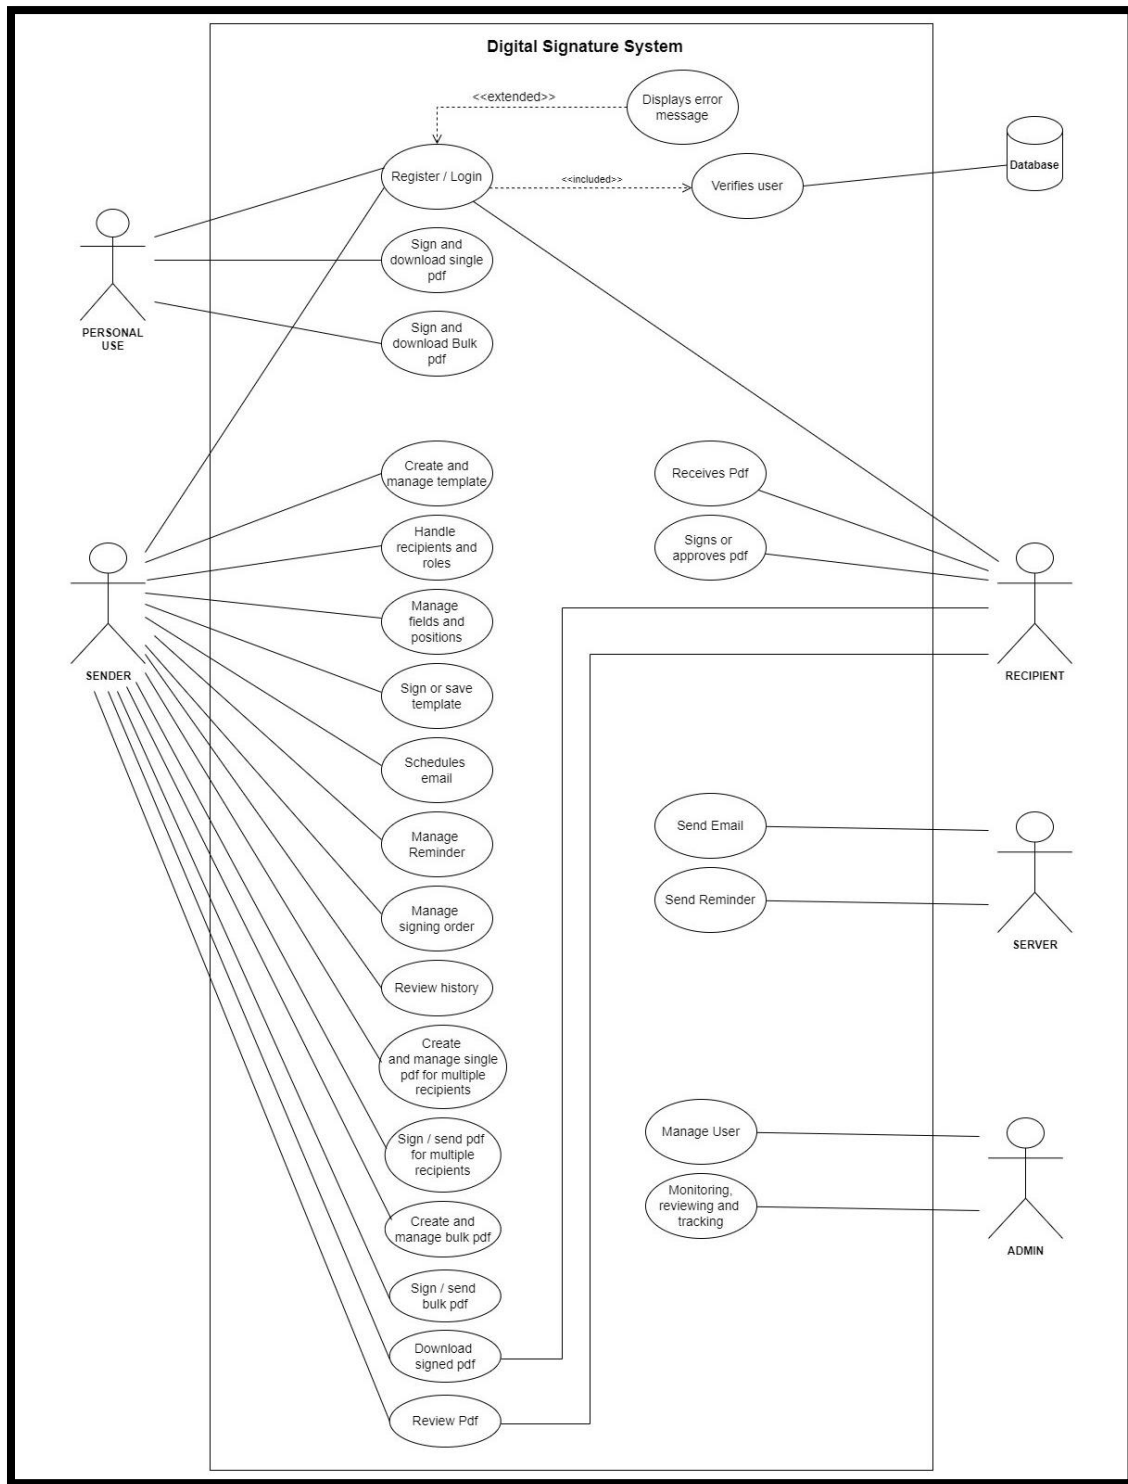 Digital Signature System
<<extended>>
Displays error
message
Register / Login
<<included>>
Verifies user
Database
PERSONAL
USE
Sign and
download single
pdf
Sign and
download Bulk
pdf
Create and
manage template
Receives Pdf
Handle
recipients and
roles
Signs or
approves pdf
SENDER
RECIPIENT
Manage
fields and
positions
Sign or save
template
Schedules
email
Manage
Reminder
Send Email
Send Reminder
SERVER
Manage
signing order
Review history
Create
and manage single
pdf for multiple
recipients
Sign / send pdf
for multiple
recipients
Manage User
Monitoring,
reviewing and
tracking
ADMIN
Create and
manage bulk pdf
Sign / send
bulk pdf
Download
signed pdf
Review Pdf